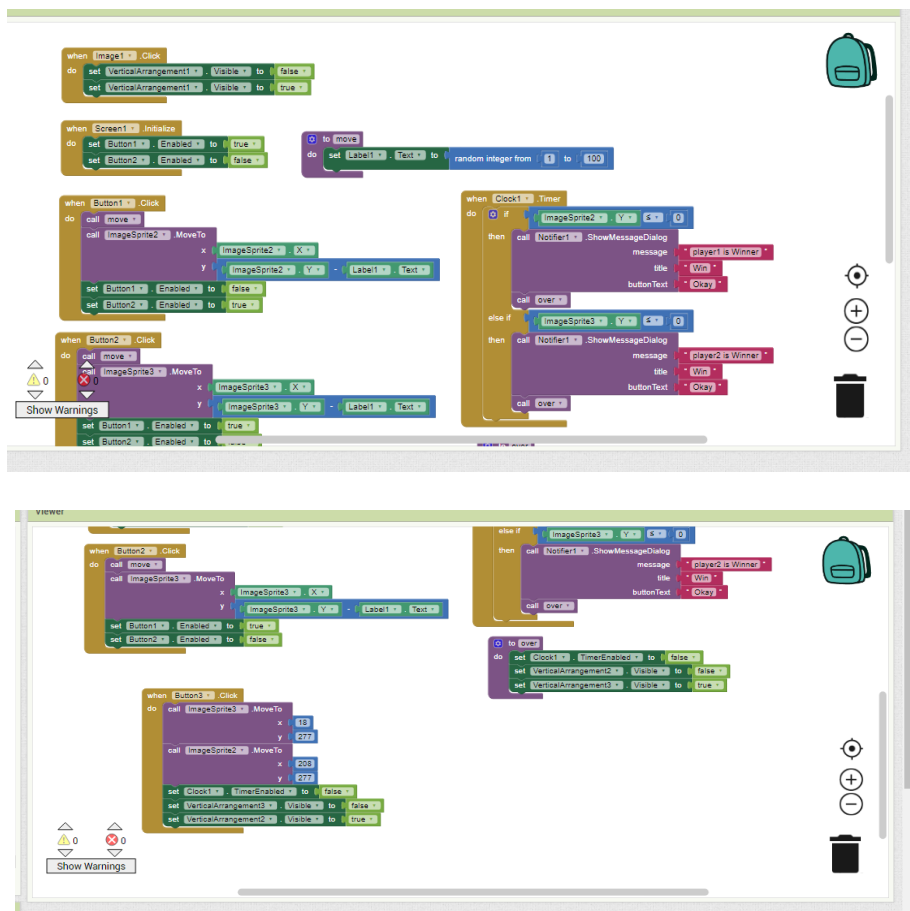 when Image1 .Click
do set VerticalArrangement1 . Visible to false
set VerticalArrangement1 . Visible to true
when Screen1 .Initialize
do set Button1 . Enabled to true
set Button2 . Enabled to false
to move
do set Label1 . Text to random integer from 1 to 100
when Button1 .Click
do call move
call ImageSprite2 .MoveTo
x ImageSprite2 . X
y ImageSprite2 . Y - Label1 . Text
set Button1 . Enabled to false
set Button2 . Enabled to true
when Button2 .Click
do call move
call ImageSprite3 .MoveTo
x ImageSprite3 . X
y ImageSprite3 . Y - Label1 . Text
set Button1 . Enabled to true
set Button2 . Enabled to
0 0
Show Warnings
when Clock1 .Timer
do if ImageSprite2 . Y ≤ 0
then call Notifier1 .ShowMessageDialog
message " player1 is Winner "
title " Win "
buttonText " Okay "
call over
else if ImageSprite3 . Y ≤ 0
then call Notifier1 .ShowMessageDialog
message " player2 is Winner "
title " Win "
buttonText " Okay "
call over
Viewer
when Button2 .Click
do call move
call ImageSprite3 .MoveTo
x ImageSprite3 . X
y ImageSprite3 . Y - Label1 . Text
set Button1 . Enabled to true
set Button2 . Enabled to false
else if ImageSprite3 . Y ≤ 0
then call Notifier1 .ShowMessageDialog
message " player2 is Winner "
title " Win "
buttonText " Okay "
call over
to over
do set Clock1 . TimerEnabled to false
set VerticalArrangement2 . Visible to false
set VerticalArrangement3 . Visible to true
when Button3 .Click
do call ImageSprite3 .MoveTo
x 18
y 277
call ImageSprite2 .MoveTo
x 208
y 277
set Clock1 . TimerEnabled to false
set VerticalArrangement3 . Visible to false
set VerticalArrangement2 . Visible to true
0 0
Show Warnings